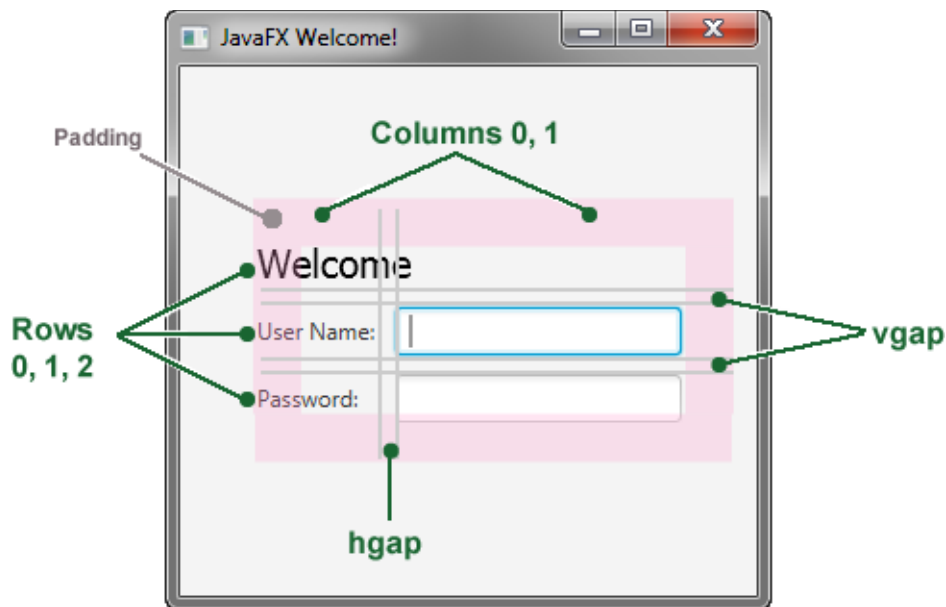 JavaFX Welcome!
Padding
Columns 0, 1
Welcome
Rows
0, 1, 2
User Name:
vgap
Password:
hgap